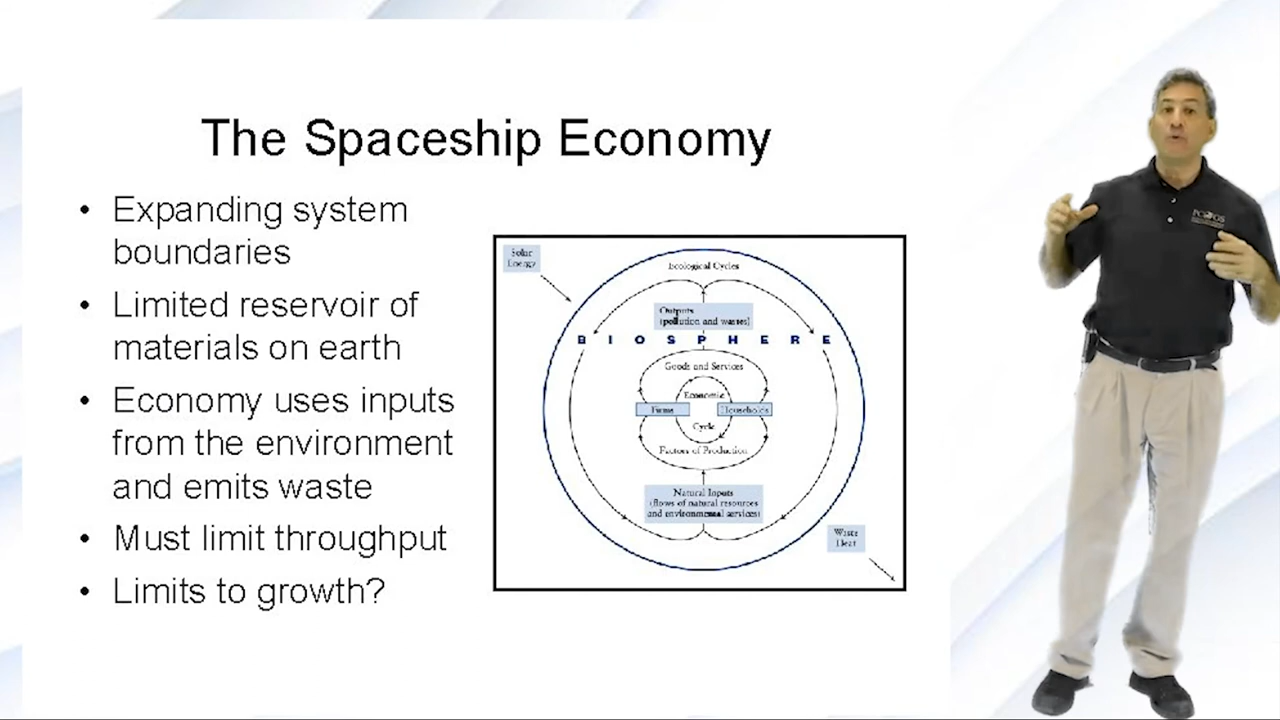 The Spaceship Economy
• Expanding system
boundaries
• Limited reservoir of
materials on earth
• Economy uses inputs
from the environment
and emits waste
• Must limit throughput
• Limits to growth?
Solar
Energy
Ecological Cycles
Outputs
(pollution and wastes)
BIOSPHERE
Goods and Services
Economic
Firms
Households
Cycle
Factors of Production
Natural Inputs
(flows of natural resources
and environmental services)
Waste
Heat